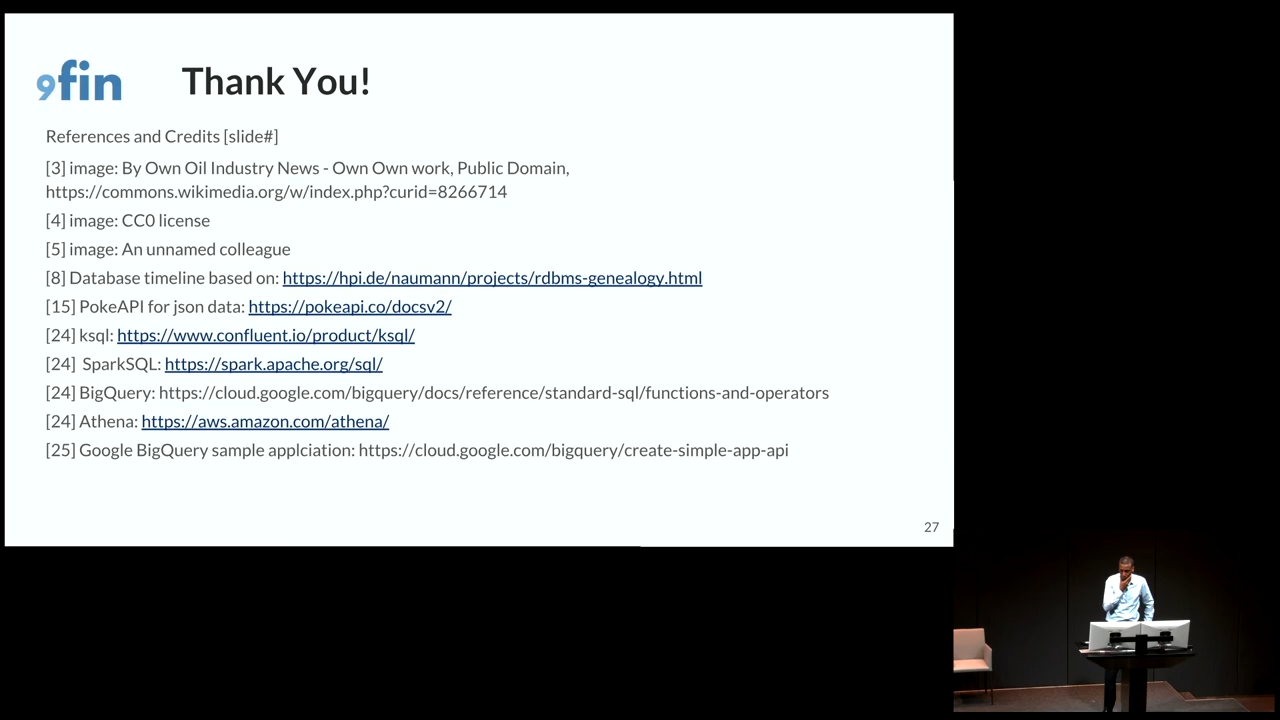 9fin
Thank You!
References and Credits [slide#]
[3] image: By Own Oil Industry News - Own Own work, Public Domain,
https://commons.wikimedia.org/w/index.php?curid=8266714
[4] image: CC0 license
[5] image: An unnamed colleague
[8] Database timeline based on: https://hpi.de/naumann/projects/rdbms-genealogy.html
[15] PokeAPI for json data: https://pokeapi.co/docsv2/
[24] ksql: https://www.confluent.io/product/ksql/
[24] SparkSQL: https://spark.apache.org/sql/
[24] BigQuery: https://cloud.google.com/bigquery/docs/reference/standard-sql/functions-and-operators
[24] Athena: https://aws.amazon.com/athena/
[25] Google BigQuery sample applciation: https://cloud.google.com/bigquery/create-simple-app-api
27